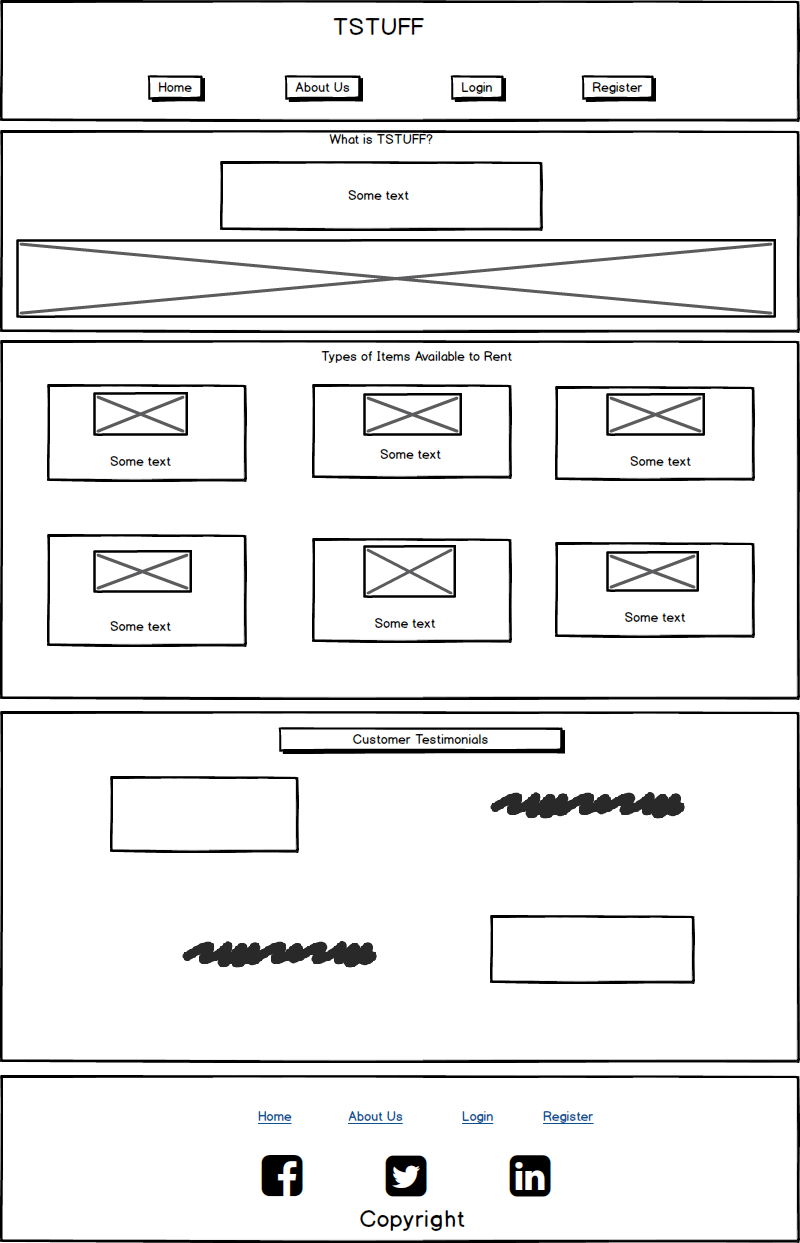 TSTUFF
Home About Us Login Register
What is TSTUFF?
Some text
Types of Items Available to Rent
Some text Some text Some text
Some text Some text Some text
Customer Testimonials
Home About Us Login Register
Copyright